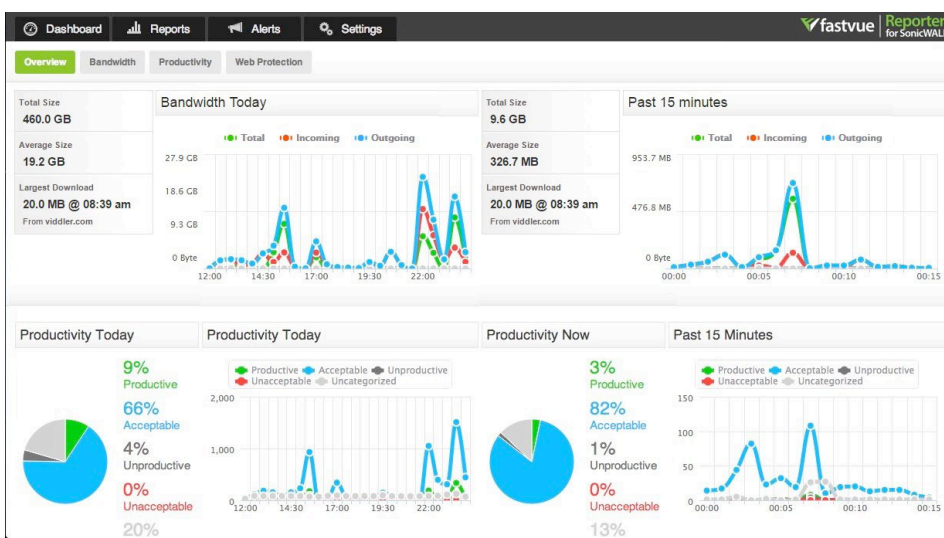 Dashboard
Reports
Alerts
Settings
fastvue
Reporter
for SonicWALL
Overview
Bandwidth
Productivity
Web Protection
Total Size
460.0 GB
Average Size
19.2 GB
Largest Download
20.0 MB @ 08:39 am
From viddler.com
Bandwidth Today
Total Incoming Outgoing
27.9 GB
18.6 GB
9.3 GB
0 Byte
12:00 14:30 17:00 19:30 22:00
Total Size
9.6 GB
Average Size
326.7 MB
Largest Download
20.0 MB @ 08:39 am
From viddler.com
Past 15 minutes
Total Incoming Outgoing
953.7 MB
476.8 MB
0 Byte
00:00 00:05 00:10 00:15
Productivity Today
9%
Productive
66%
Acceptable
4%
Unproductive
0%
Unacceptable
20%
Productivity Today
Productive Acceptable Unproductive
Unacceptable Uncategorized
2,000
1,000
0
12:00 14:30 17:00 19:30 22:00
Productivity Now
3%
Productive
82%
Acceptable
1%
Unproductive
0%
Unacceptable
13%
Past 15 Minutes
Productive Acceptable Unproductive
Unacceptable Uncategorized
150
100
50
0
00:00 00:05 00:10 00:15